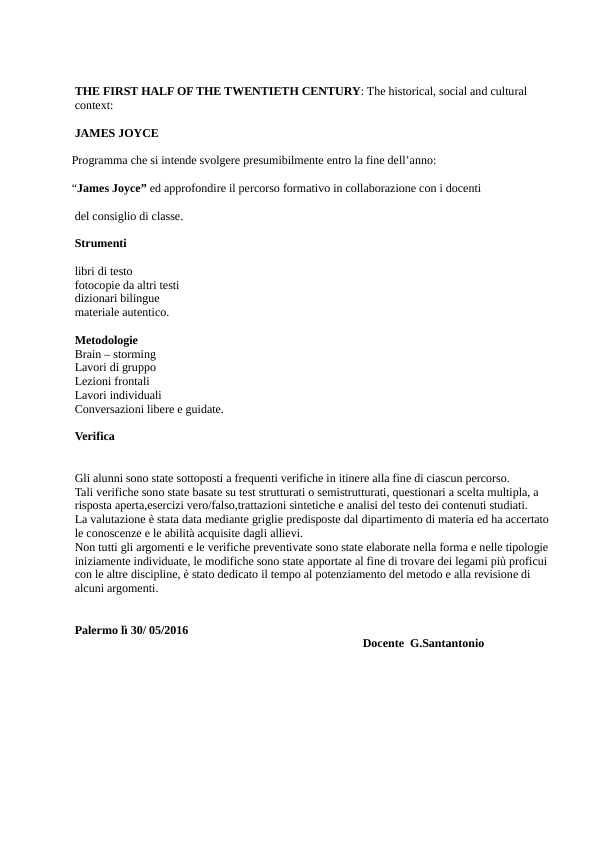 THE FIRST HALF OF THE TWENTIETH CENTURY: The historical, social and cultural
context:
JAMES JOYCE
Programma che si intende svolgere presumibilmente entro la fine dell’anno:
“James Joyce” ed approfondire il percorso formativo in collaborazione con i docenti
del consiglio di classe.
Strumenti
libri di testo
fotocopie da altri testi
dizionari bilingue
materiale autentico.
Metodologie
Brain – storming
Lavori di gruppo
Lezioni frontali
Lavori individuali
Conversazioni libere e guidate.
Verifica
Gli alunni sono state sottoposti a frequenti verifiche in itinere alla fine di ciascun percorso.
Tali verifiche sono state basate su test strutturati o semistrutturati, questionari a scelta multipla, a
risposta aperta,esercizi vero/falso,trattazioni sintetiche e analisi del testo dei contenuti studiati.
La valutazione è stata data mediante griglie predisposte dal dipartimento di materia ed ha accertato
le conoscenze e le abilità acquisite dagli allievi.
Non tutti gli argomenti e le verifiche preventivate sono state elaborate nella forma e nelle tipologie
iniziamente individuate, le modifiche sono state apportate al fine di trovare dei legami più proficui
con le altre discipline, è stato dedicato il tempo al potenziamento del metodo e alla revisione di
alcuni argomenti.
Palermo lì 30/ 05/2016
Docente  G.Santantonio